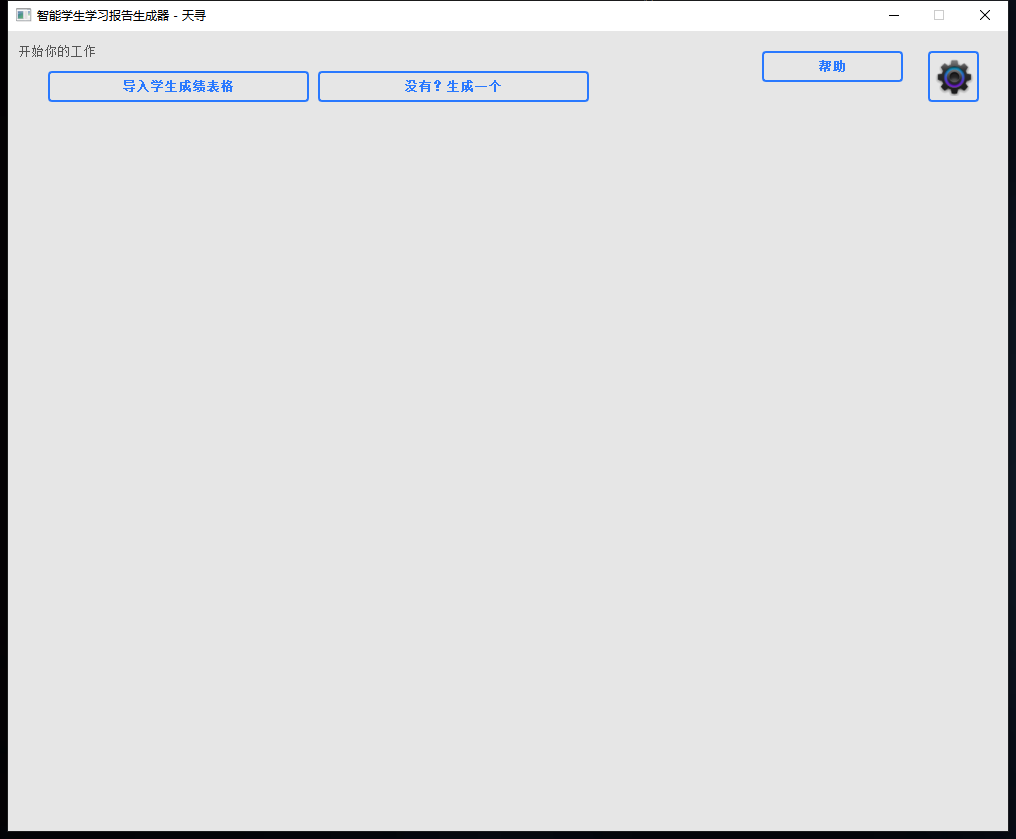 智能学生学习报告生成器 - 天寻
开始你的工作
导入学生成绩表格
没有？生成一个
帮助